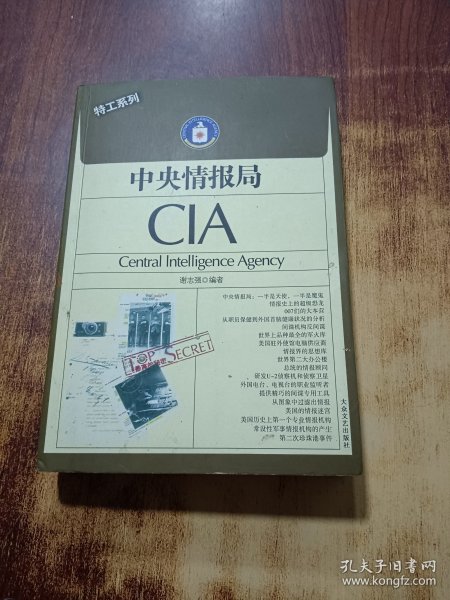 特工系列
中央情报局
CIA
Central Intelligence Agency
谢志强◎编者
中央情报局:一半是天使,一半是魔鬼
情报史上的超级恐龙
007们的大本营
从职员保健到外国首脑健康状况的分析
间谍机构反间谍
世界上品种最全的军火库
美国驻外使馆电脑供应商
情报界的思想库
世界第二大办公楼
总统的情报顾问
研发U-2侦察机和侦察卫星
外国电台、电视台的职业监听者
提供精巧的间谍专用工具
从图象中过滤出情报
美国的情报迷宫
美国历史上第一个专业情报机构
常设性军事情报机构的产生
第二次珍珠港事件
TOP SECRET
大众文艺出版社
孔夫子旧书网
www.kongfz.com